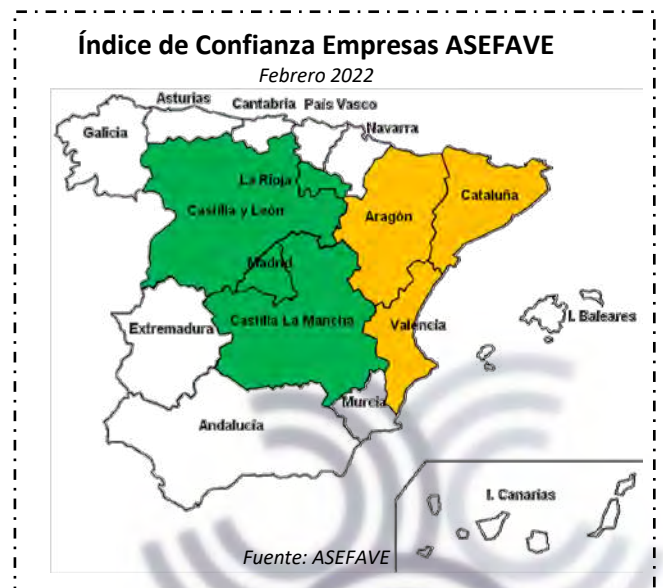 Índice de Confianza Empresas ASEFAVE
Febrero 2022
Asturias
Cantabria
País Vasco
Galicia
Navarra
La Rioja
Castilla y León
Aragón
Cataluña
Madrid
Extremadura
Castilla La Mancha
Valencia
I. Baleares
Murcia
Andalucía
I. Canarias
Fuente: ASEFAVE